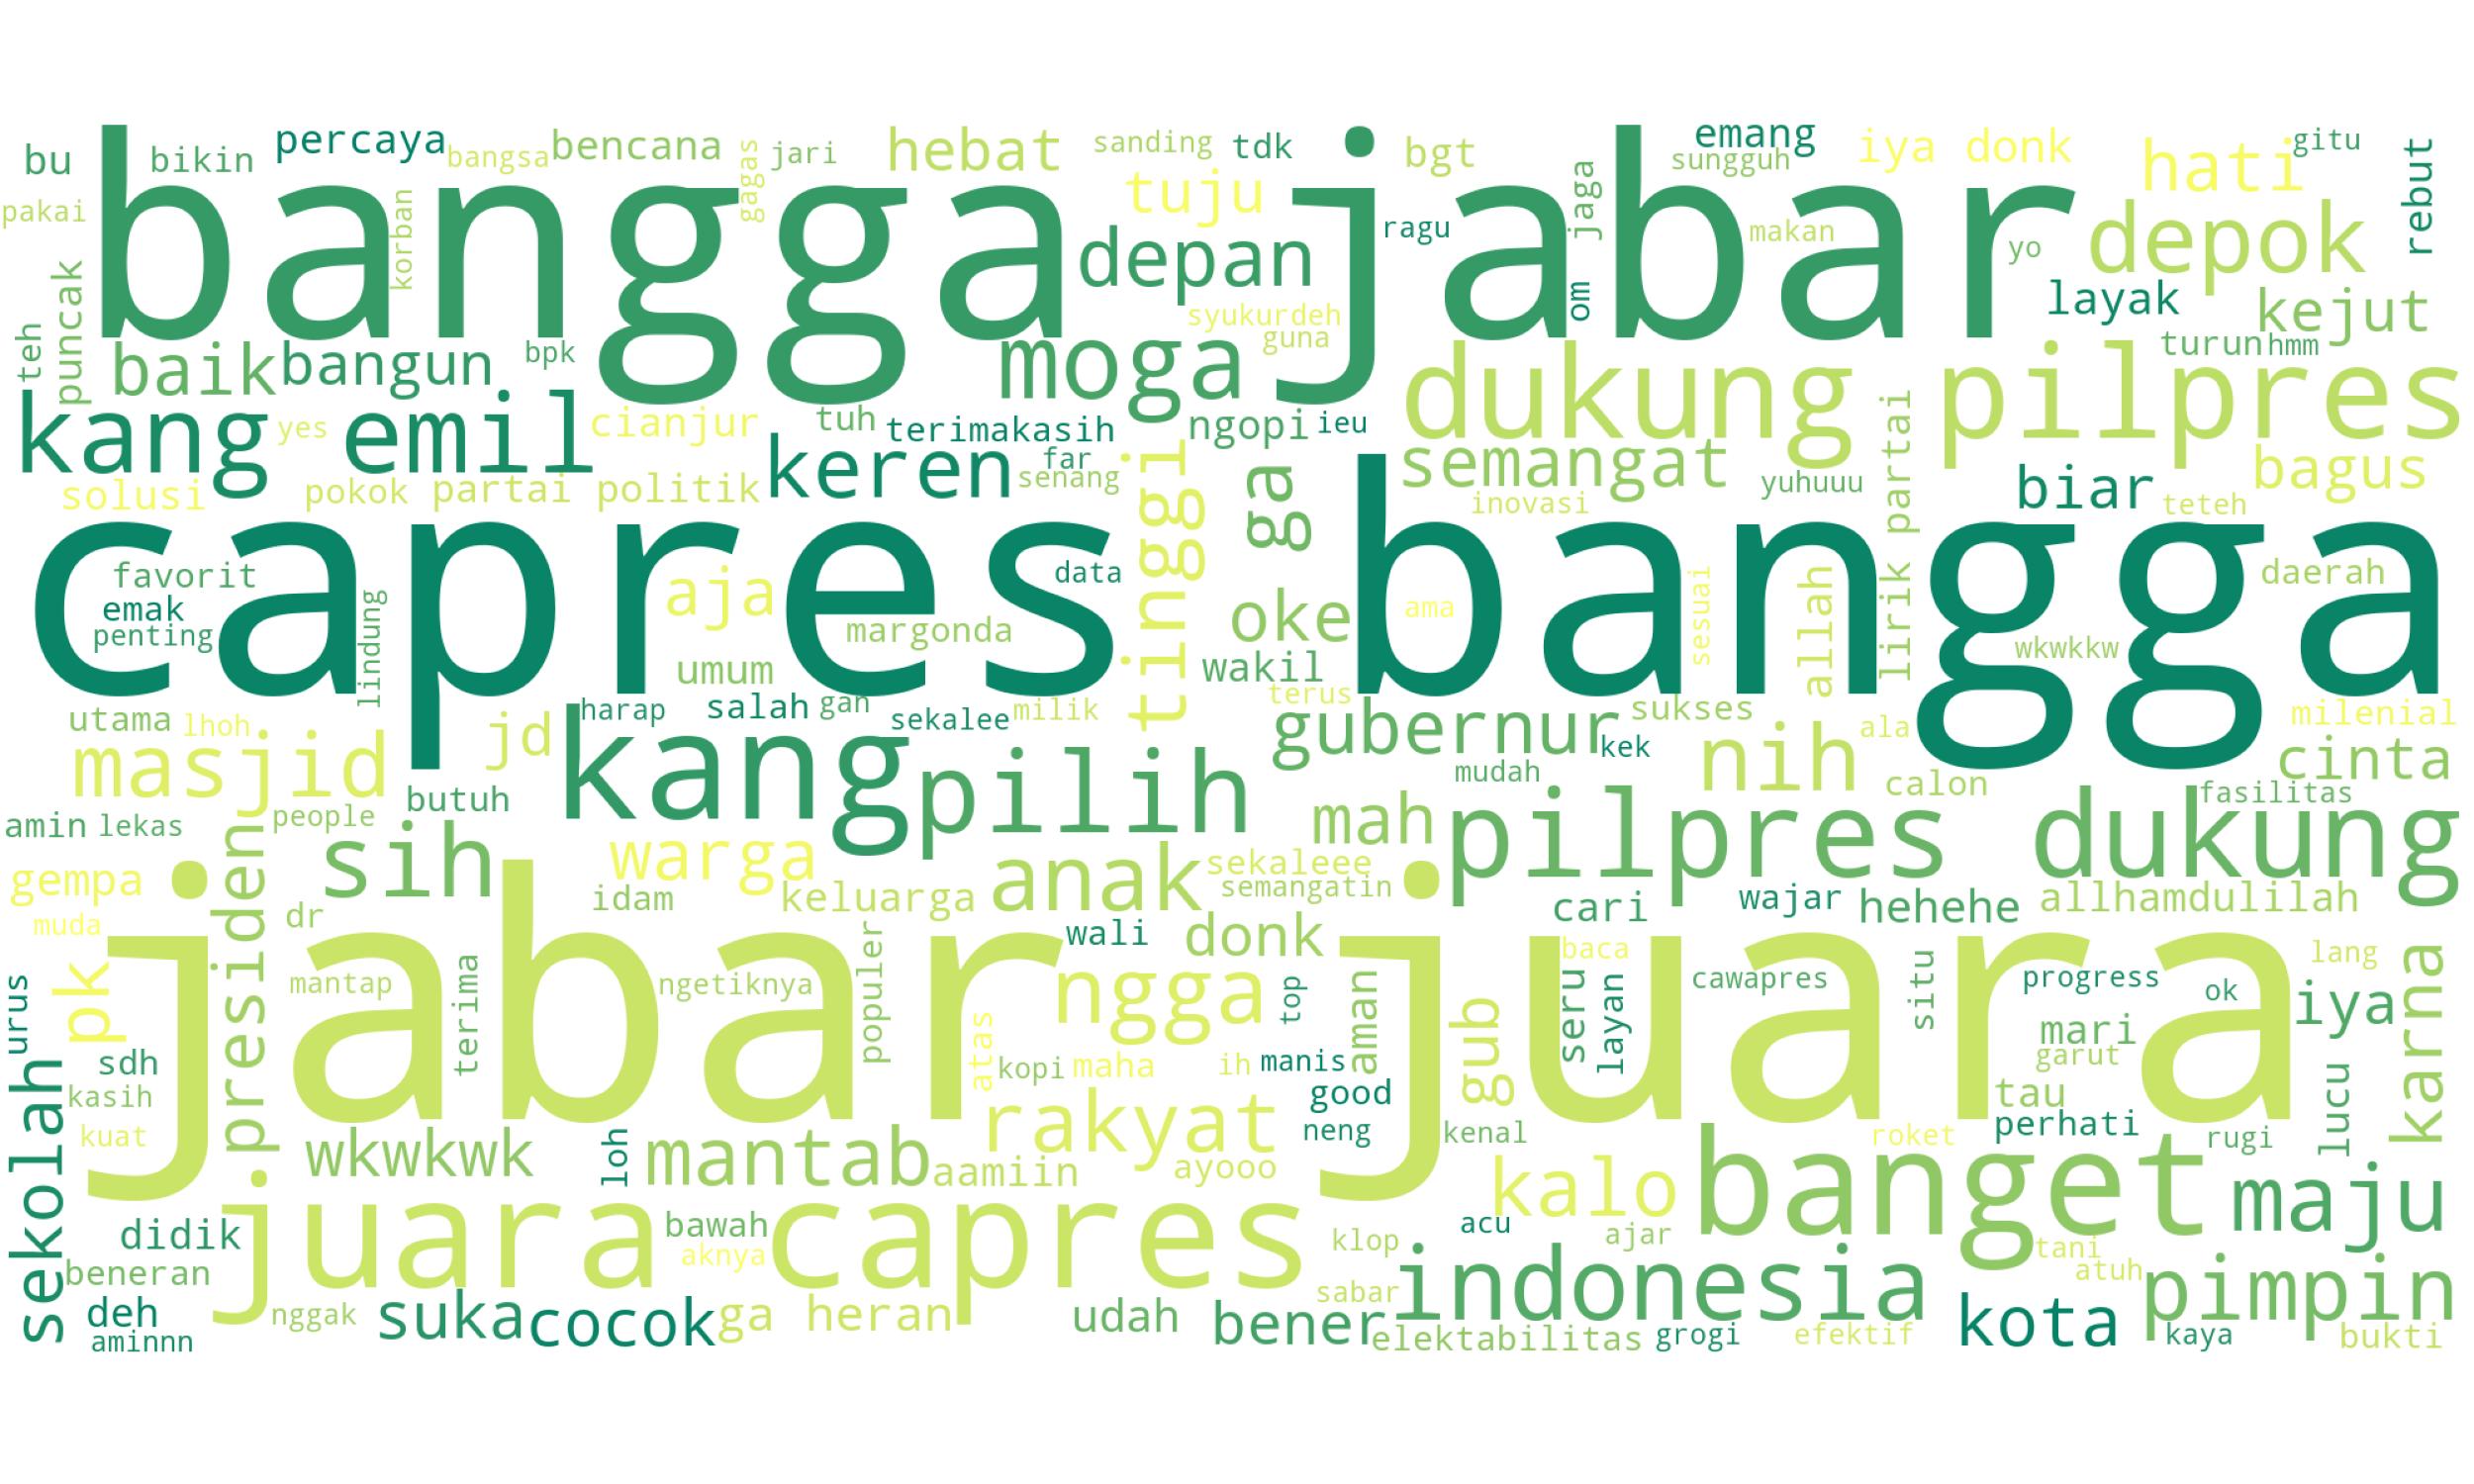 bu bikin percaya bangsa bencana gagas jari hebat sanding tdk bgt emang sungguh iya donk hati gitu rebut
pakai bangga jabar korban tuju depan ragu jaga om makan yo depok layak kejut
teh puncak baik bangun bpk moga syukurdeh guna dukung pilpres turun hmm
kang emil yes cianjur tuh terimakasih ngopi ieu semangat lirik partai bagus
solusi pokok partai politik keren far senang tinggi ga inovasi yuhuuu biar teteh
capres bangga
favorit emak penting lindung aja data margonda umum oke wakil ama sesuai allah wkwkkw daerah
utama lhoh jd harap salah gan sekalee milik terus gubernur sukses kek nih ala milenial
masjid kang pilih mudah calon cinta
amin lekas people butuh mah pilpres dukung fasilitas
gempa presiden sih warga anak sekaleee semangatin
muda dr idam keluarga cari wajar hehehe allhamdulilah
jabar juara
urus pk mantap terima ngetiknya populer wali donk baca cawapres situ progress ok lang iya karna
sdh atas ngga top aman gub seru layan mari garut
kasih kopi maha ih manis good tau perhati lucu
kuat rakyat neng kenal roket rugi
sekolah wkwkwk loh mantab aamiin ayooo kalo banget maju
didik juara capres bawah aknya klop acu ajar tani atuh
beneran sabar indonesia pimpin
deh nggak suka cocok ga heran udah bener kota
aminnn elektabilitas grogi efektif kaya bukti